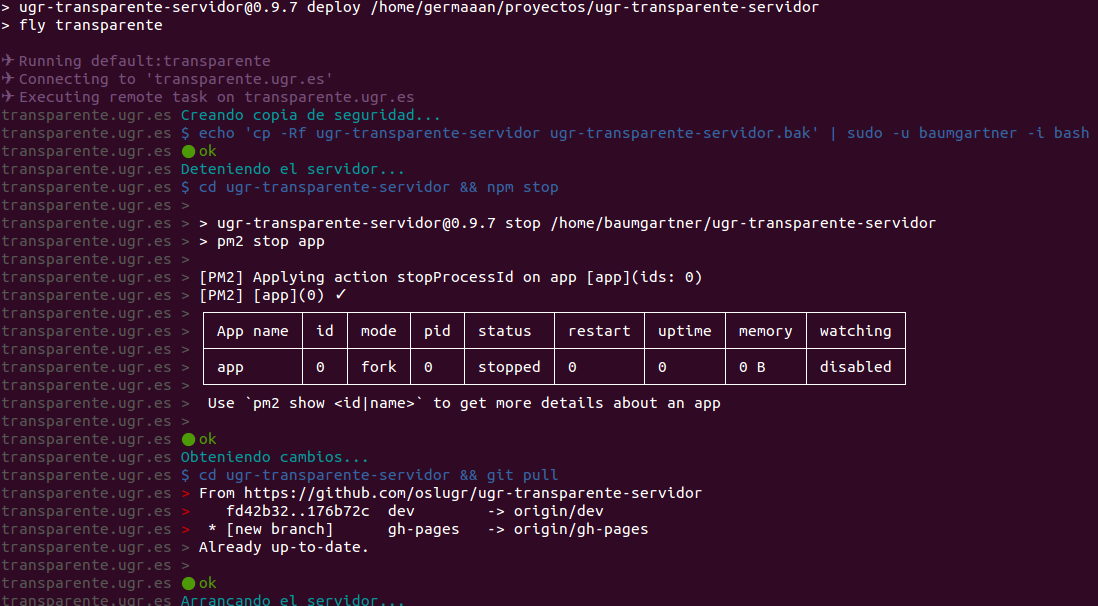 > ugr-transparente-servidor@0.9.7 deploy /home/germaaan/proyectos/ugr-transparente-servidor
> fly transparente
✈ Running default:transparente
✈ Connecting to 'transparente.ugr.es'
✈ Executing remote task on transparente.ugr.es
transparente.ugr.es Creando copia de seguridad...
transparente.ugr.es $ echo 'cp -Rf ugr-transparente-servidor ugr-transparente-servidor.bak' | sudo -u baumgartner -i bash
transparente.ugr.es ● ok
transparente.ugr.es Deteniendo el servidor...
transparente.ugr.es $ cd ugr-transparente-servidor && npm stop
transparente.ugr.es >
transparente.ugr.es > > ugr-transparente-servidor@0.9.7 stop /home/baumgartner/ugr-transparente-servidor
transparente.ugr.es > > pm2 stop app
transparente.ugr.es >
transparente.ugr.es > [PM2] Applying action stopProcessId on app [app](ids: 0)
transparente.ugr.es > [PM2] [app](0) ✓
transparente.ugr.es >
transparente.ugr.es > App name id mode pid status restart uptime memory watching
transparente.ugr.es >
transparente.ugr.es > app 0 fork 0 stopped 0 0 0 B disabled
transparente.ugr.es >
transparente.ugr.es > Use `pm2 show <id|name>` to get more details about an app
transparente.ugr.es >
transparente.ugr.es ● ok
transparente.ugr.es Obteniendo cambios...
transparente.ugr.es $ cd ugr-transparente-servidor && git pull
transparente.ugr.es > From https://github.com/oslugr/ugr-transparente-servidor
transparente.ugr.es > fd42b32..176b72c dev -> origin/dev
transparente.ugr.es > * [new branch] gh-pages -> origin/gh-pages
transparente.ugr.es > Already up-to-date.
transparente.ugr.es >
transparente.ugr.es ● ok
transparente.ugr.es Arrancando el servidor...